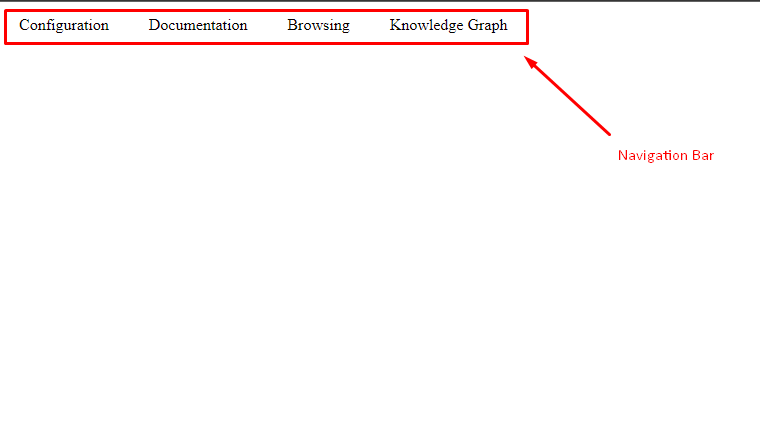 Configuration Documentation Browsing Knowledge Graph
Navigation Bar